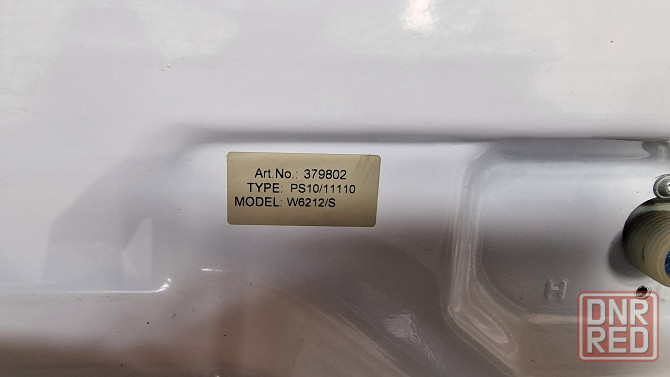 Art.No.: 379802
TYPE: PS10/11110
MODEL: W6212/S
H
DNR
RED